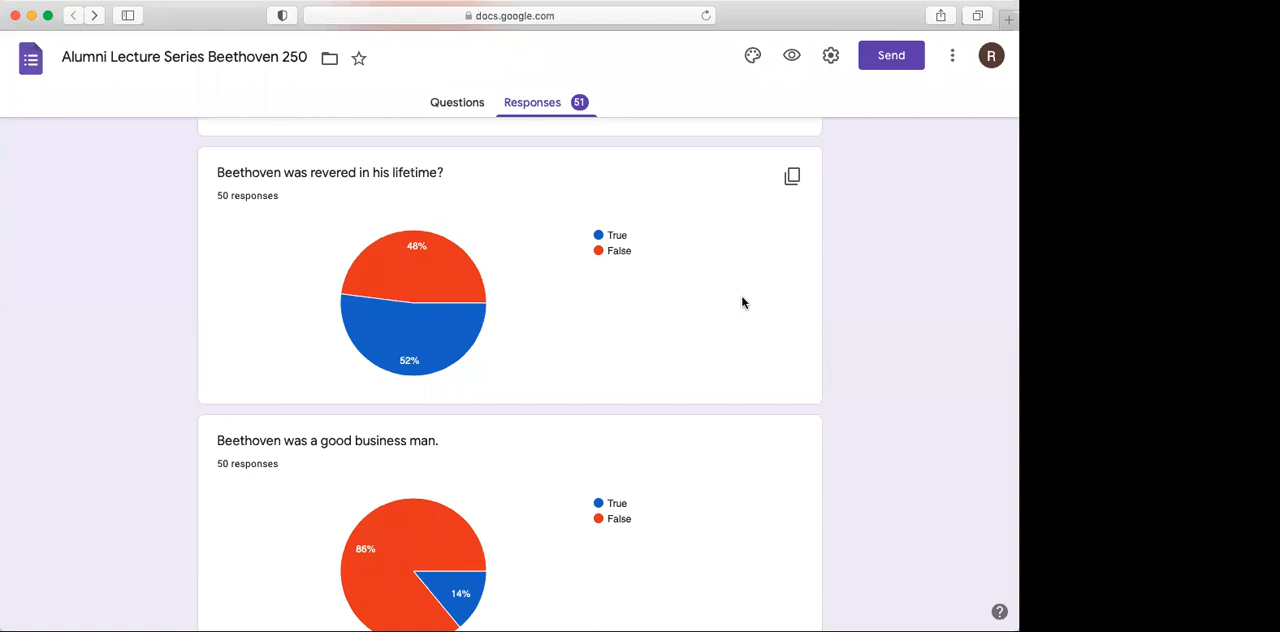 docs.google.com
Alumni Lecture Series Beethoven 250
Send
R
Questions
Responses 51
Beethoven was revered in his lifetime?
50 responses
48%
52%
True
False
Beethoven was a good business man.
50 responses
86%
14%
True
False